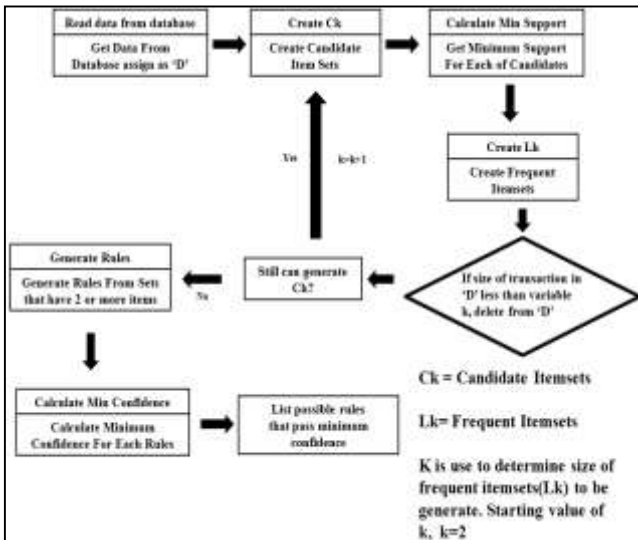 Read data from database
Get Data From
Database assign as 'D'
Create Ck
Create Candidate
Item Sets
Calculate Min Support
Get Minimum Support
For Each of Candidates
Create Lk
Create Frequent
Itemsets
If size of transaction in
'D' less than variable
k, delete from 'D'
Still can generate
Ck?
Yes
k=k+1
No
Generate Rules
Generate Rules From Sets
that have 2 or more items
Calculate Min Confidence
Calculate Minimum
Confidence For Each Rules
List possible rules
that pass minimum
confidence
Ck = Candidate Itemsets
Lk= Frequent Itemsets
K is use to determine size of
frequent itemsets(Lk) to be
generate. Starting value of
k, k=2